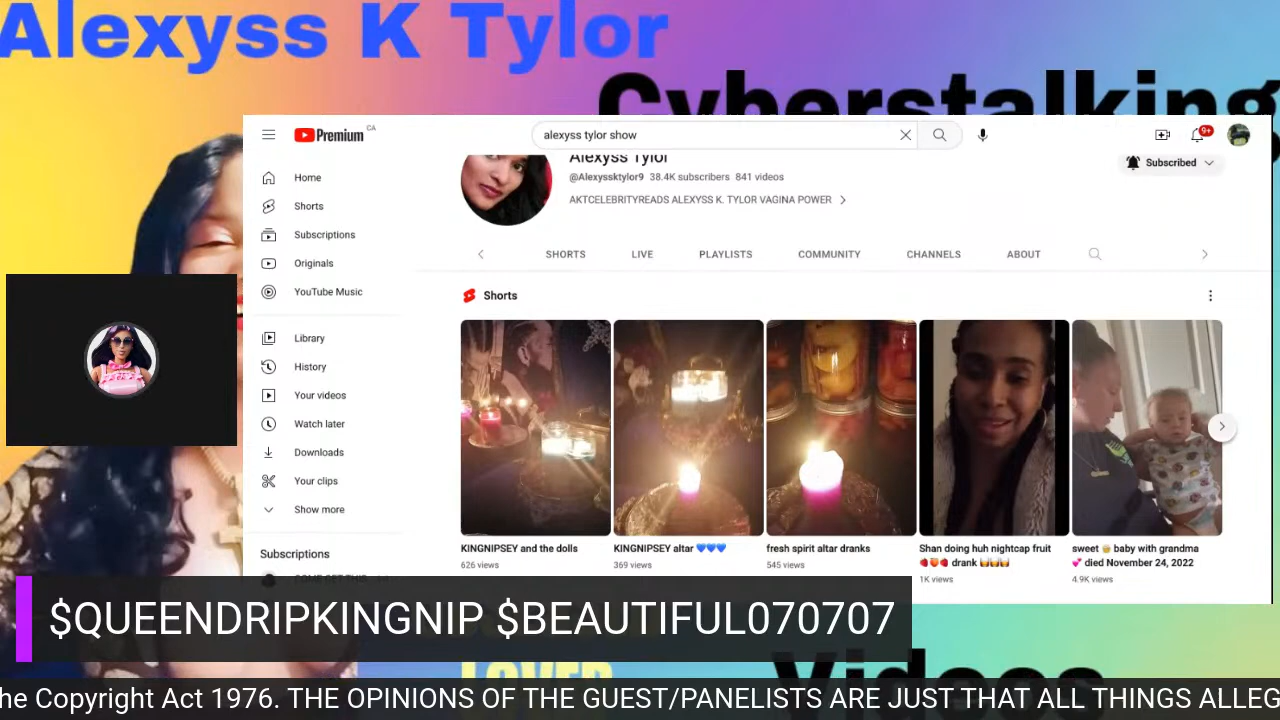 Alexyss K Tylor
Cyberstalking
Premium CA
alexyss tylor show
9+
Home
Shorts
Subscriptions
Originals
YouTube Music
Library
History
Your videos
Watch later
Downloads
Your clips
Show more
Subscriptions
Alexyss Tylor
@Alexyssktylor9 38.4K subscribers 841 videos
AKTCELEBRITYREADS ALEXYSS K. TYLOR VAGINA POWER
Subscribed
SHORTS LIVE PLAYLISTS COMMUNITY CHANNELS ABOUT
Shorts
KINGNIPSEY and the dolls
626 views
KINGNIPSEY altar 💙💙💙
369 views
fresh spirit altar dranks
545 views
Shan doing huh nightcap fruit
🍓🍑🍓 drank 🙌🙌🙌
1K views
sweet 👼 baby with grandma
💕 died November 24, 2022
4.9K views
$QUEENDRIPKINGNIP $BEAUTIFUL070707
LOVER
Videos
he Copyright Act 1976. THE OPINIONS OF THE GUEST/PANELISTS ARE JUST THAT ALL THINGS ALLEG